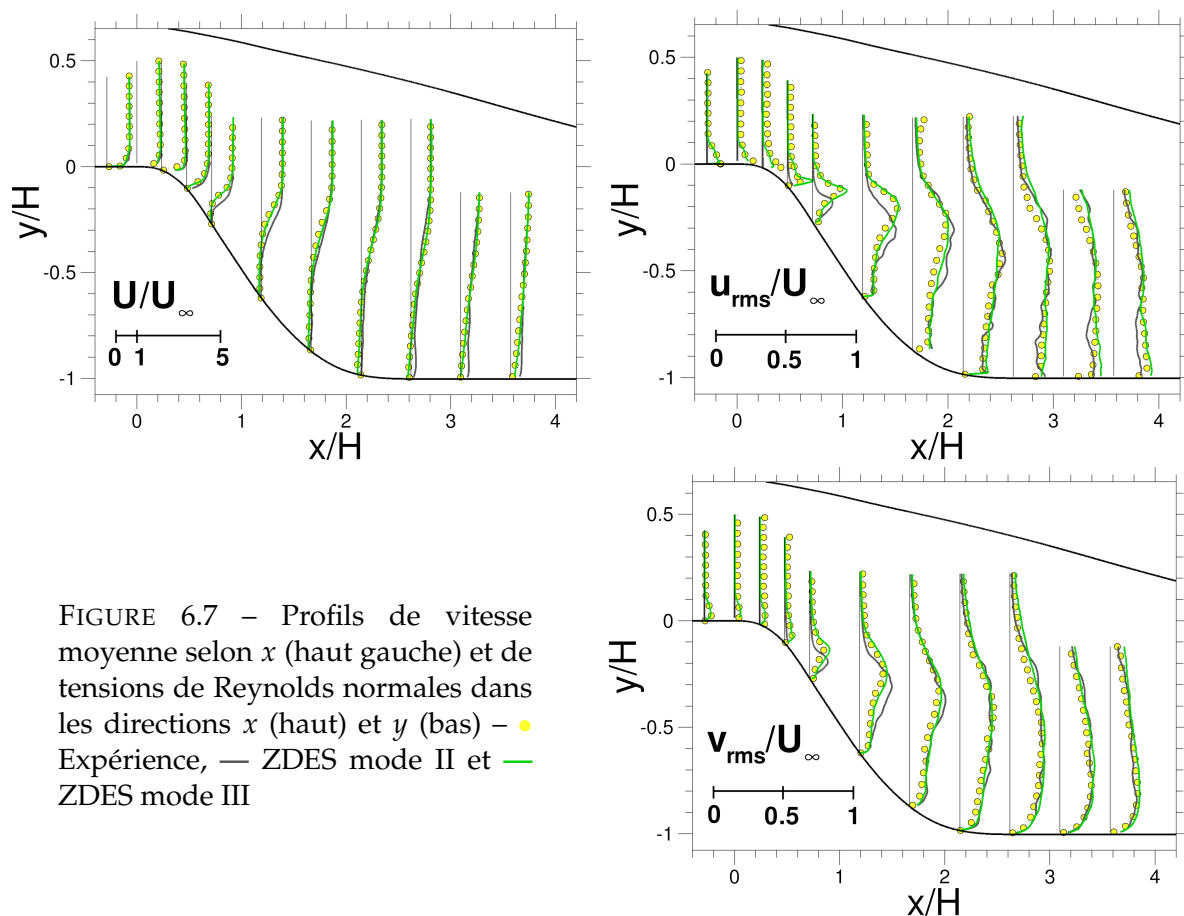 0.5
0
-0.5
-1
y/H
U/U∞
0 1 5
0 1 2 3 4
x/H
0.5
0
-0.5
-1
y/H
urms/U∞
0 0.5 1
0 1 2 3 4
x/H
0.5
0
-0.5
-1
y/H
vrms/U∞
0 0.5 1
0 1 2 3 4
x/H
FIGURE 6.7 – Profils de vitesse
moyenne selon x (haut gauche) et de
tensions de Reynolds normales dans
les directions x (haut) et y (bas) – ●
Expérience, — ZDES mode II et —
ZDES mode III